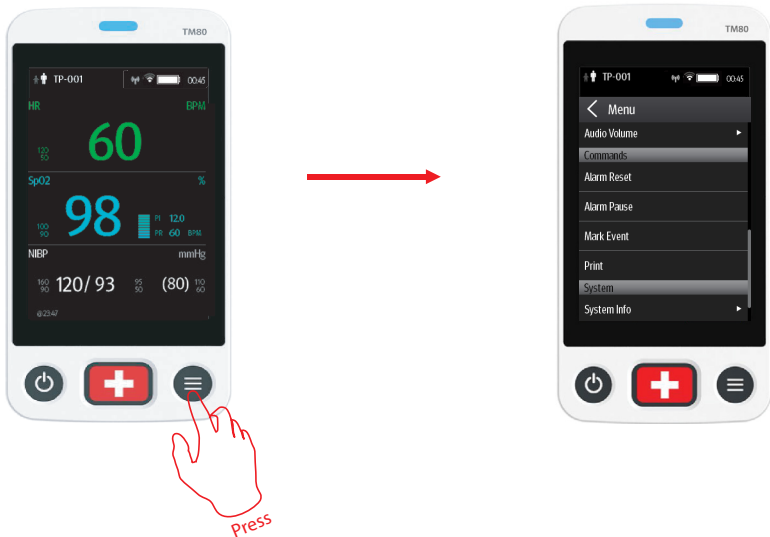 TM80
TP-001 00:45
HR BPM
120
50
60
SpO2 %
100
90
98
PI 12.0
PR 60 BPM
NIBP mmHg
160
90
120/ 93
95
50
(80)
110
60
@23:47
Press
TM80
TP-001 00:45
Menu
Audio Volume
Commands
Alarm Reset
Alarm Pause
Mark Event
Print
System
System Info